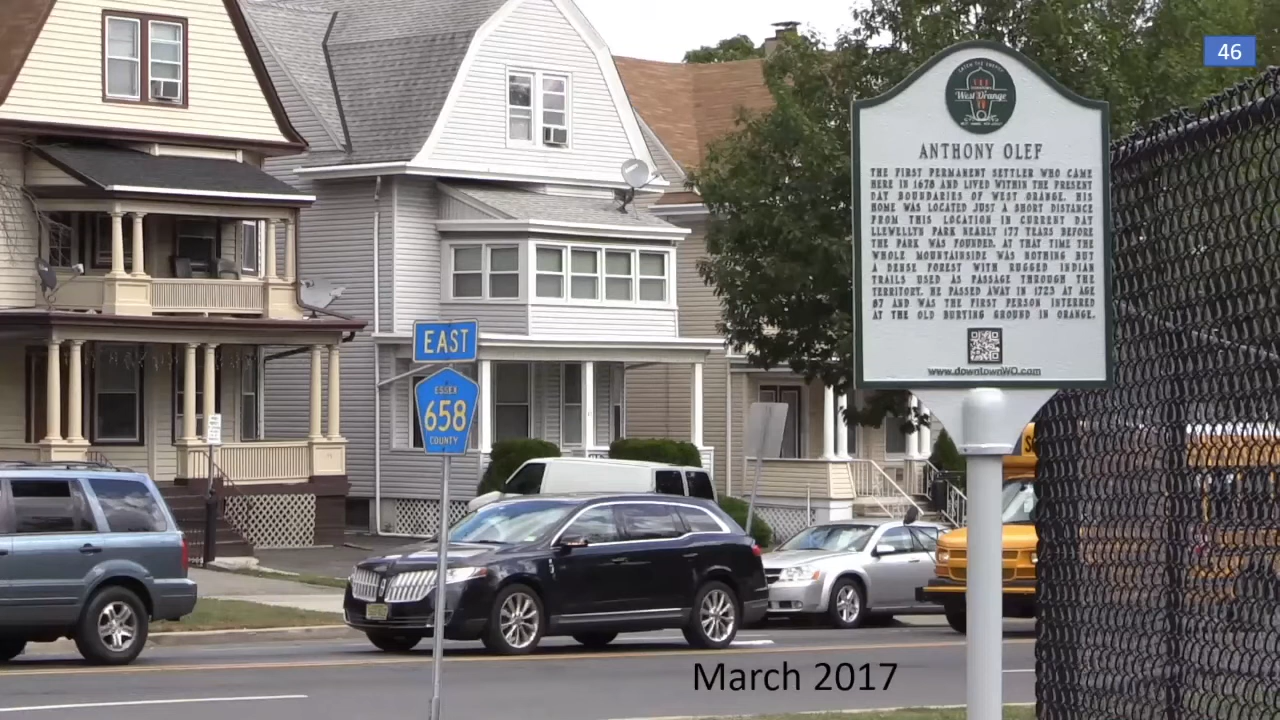 46
West Orange
ANTHONY OLEF
THE FIRST PERMANENT SETTLER WHO CAME
HERE IN 1678 AND LIVED WITHIN THE PRESENT
DAY BOUNDARIES OF WEST ORANGE. HIS
HOME WAS LOCATED JUST A SHORT DISTANCE
FROM THIS LOCATION IN CURRENT DAY
LLEWELLYN PARK NEARLY 177 YEARS BEFORE
THE PARK WAS FOUNDED. AT THAT TIME THE
WHOLE MOUNTAINSIDE WAS NOTHING BUT
A DENSE FOREST WITH RUGGED INDIAN
TRAILS USED AS PASSAGE THROUGH THE
TERRITORY. HE PASSED AWAY IN 1723 AT AGE
87 AND WAS THE FIRST PERSON INTERRED
AT THE OLD BURYING GROUND IN ORANGE.
www.downtownWO.com
EAST
ESSEX
658
COUNTY
March 2017